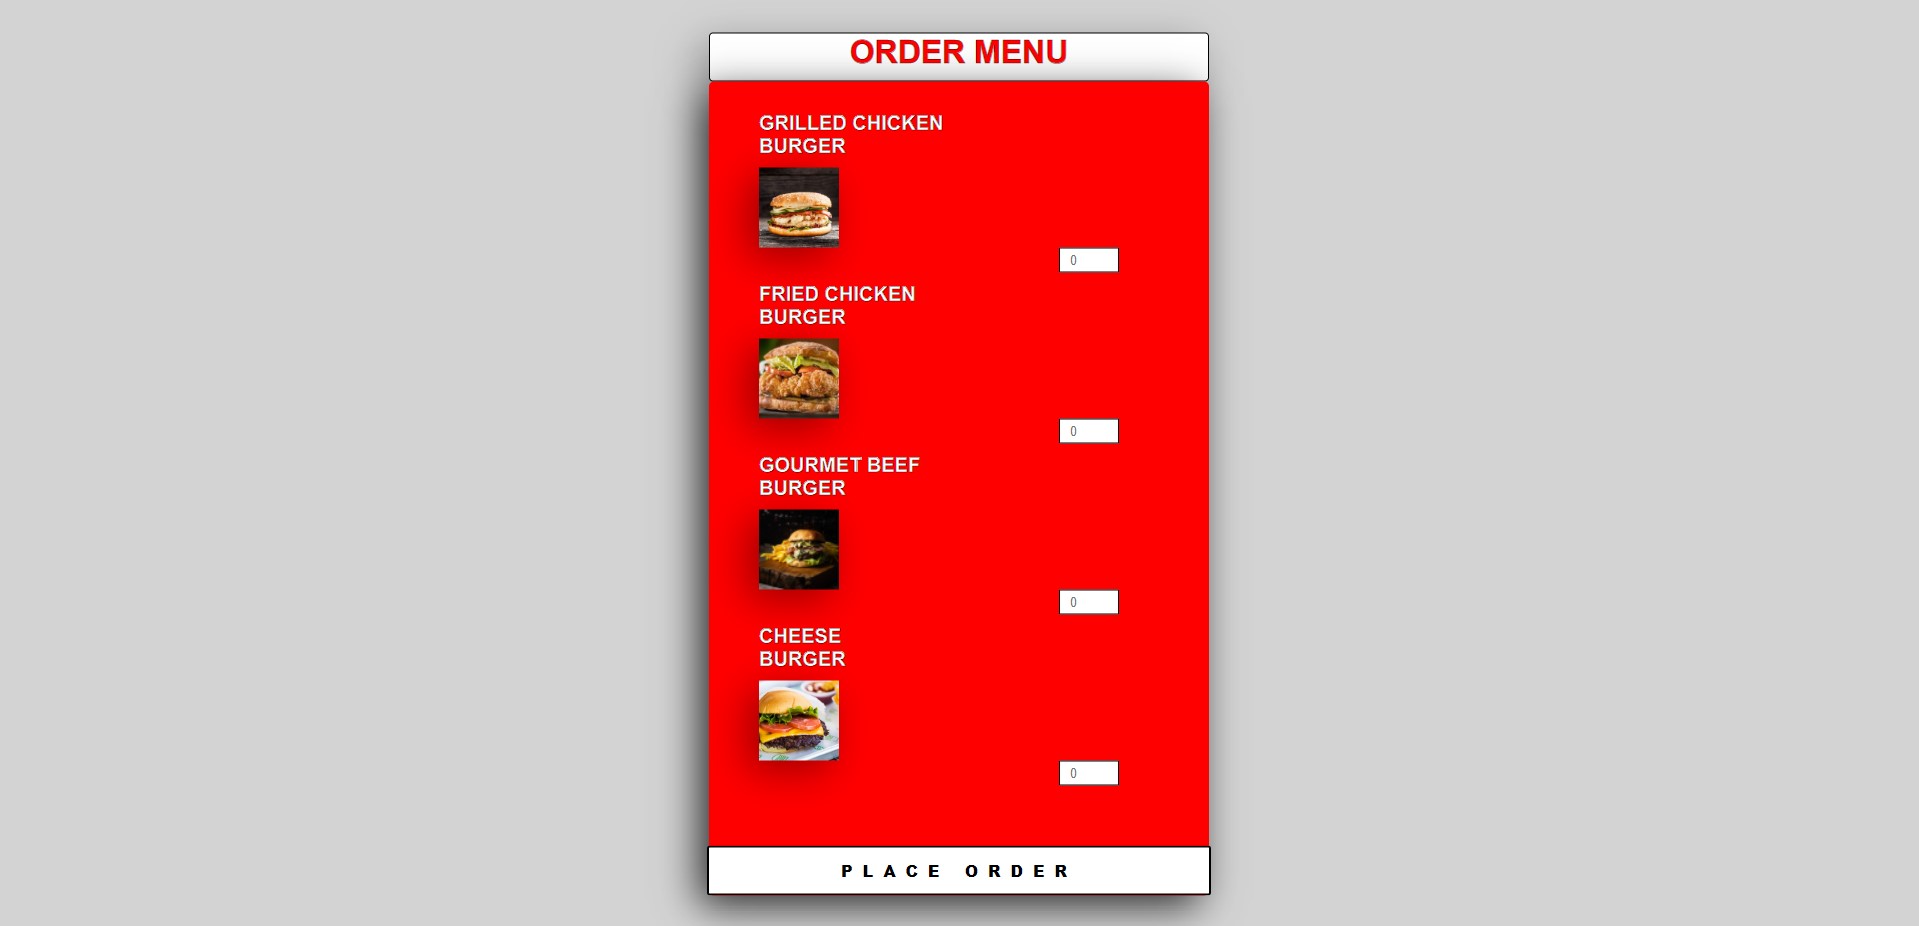 ORDER MENU
GRILLED CHICKEN
BURGER
0
FRIED CHICKEN
BURGER
0
GOURMET BEEF
BURGER
0
CHEESE
BURGER
0
PLACE ORDER